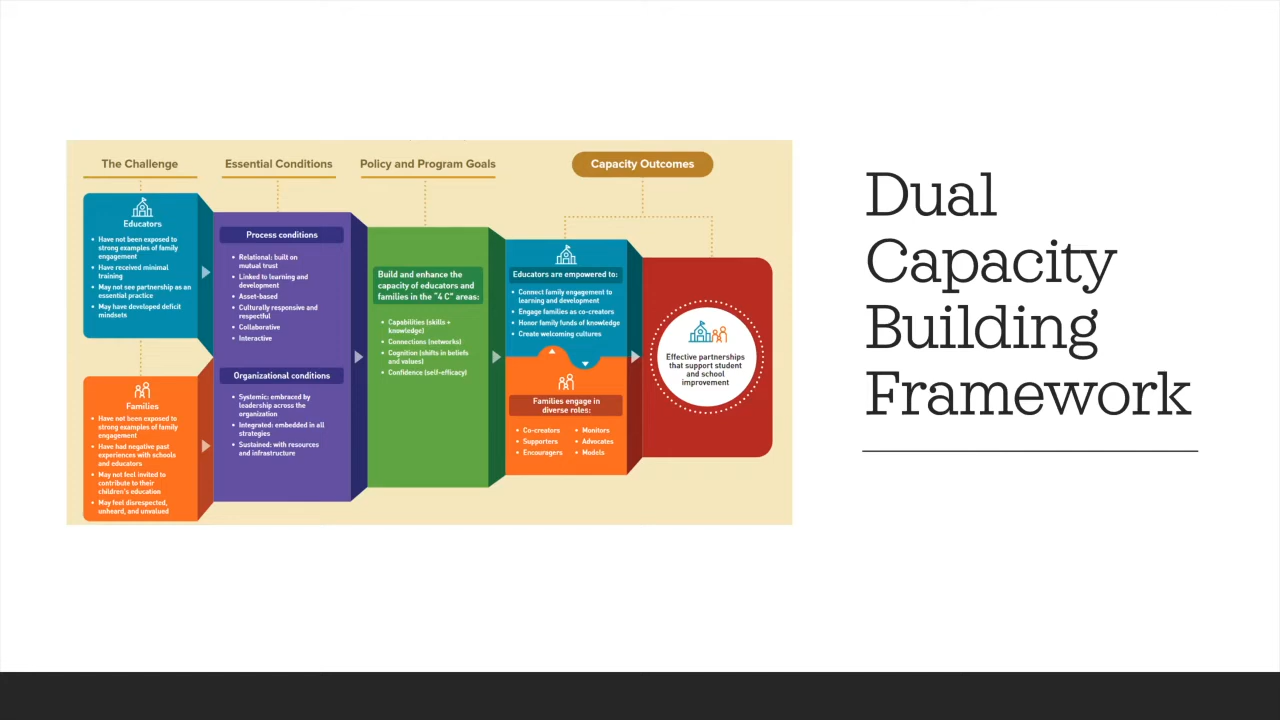 The Challenge
Educators
• Have not been exposed to
strong examples of family
engagement
• Have received minimal
training
• May not see partnership as an
essential practice
• May have developed deficit
mindsets
Families
• Have not been exposed to
strong examples of family
engagement
• Have had negative past
experiences with schools
and educators
• May not feel invited to
contribute to their
children's education
• May feel disrespected,
unheard, and unvalued
Essential Conditions
Process conditions
• Relational: built on
mutual trust
• Linked to learning and
development
• Asset-based
• Culturally responsive and
respectful
• Collaborative
• Interactive
Organizational conditions
• Systemic: embraced by
leadership across the
organization
• Integrated: embedded in all
strategies
• Sustained: with resources
and infrastructure
Policy and Program Goals
Build and enhance the
capacity of educators and
families in the "4 C" areas:
• Capabilities (skills +
knowledge)
• Connections (networks)
• Cognition (shifts in beliefs
and values)
• Confidence (self-efficacy)
Capacity Outcomes
Educators are empowered to:
• Connect family engagement to
learning and development
• Engage families as co-creators
• Honor family funds of knowledge
• Create welcoming cultures
Families engage in
diverse roles:
• Co-creators
• Supporters
• Encouragers
• Monitors
• Advocates
• Models
Effective partnerships
that support student
and school
improvement
Dual
Capacity
Building
Framework